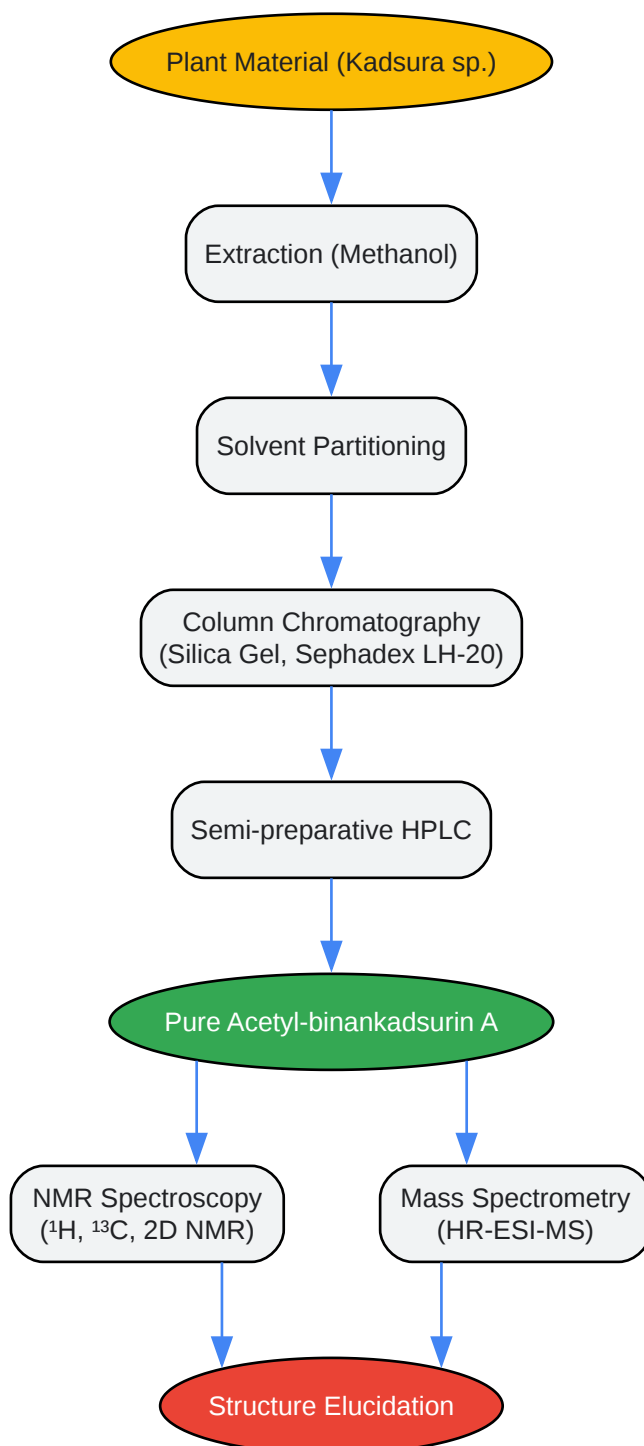 Plant Material (Kadsura sp.)
Extraction (Methanol)
Solvent Partitioning
Column Chromatography
(Silica Gel, Sephadex LH-20)
Semi-preparative HPLC
Pure Acetyl-binankadsurin A
NMR Spectroscopy
(¹H, ¹³C, 2D NMR)
Mass Spectrometry
(HR-ESI-MS)
Structure Elucidation